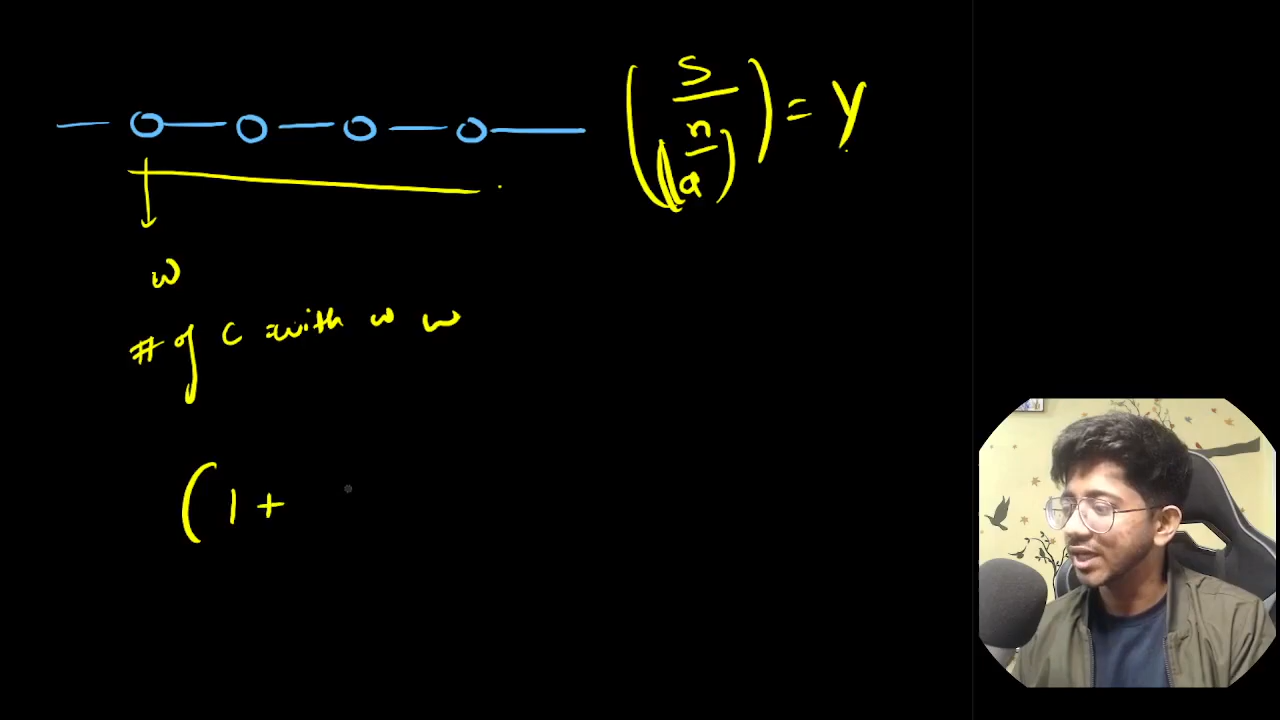 (S/(n/a)) = y
w
# of C with w w
(1 +